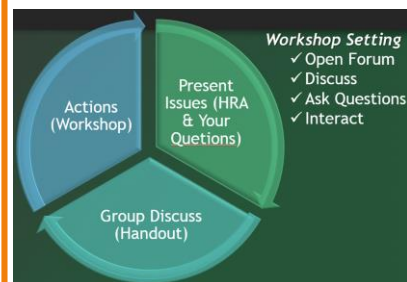 Workshop Setting
✓ Open Forum
✓ Discuss
✓ Ask Questions
✓ Interact
Actions
(Workshop)
Present
Issues (HRA
& Your
Quetions)
Group Discuss
(Handout)